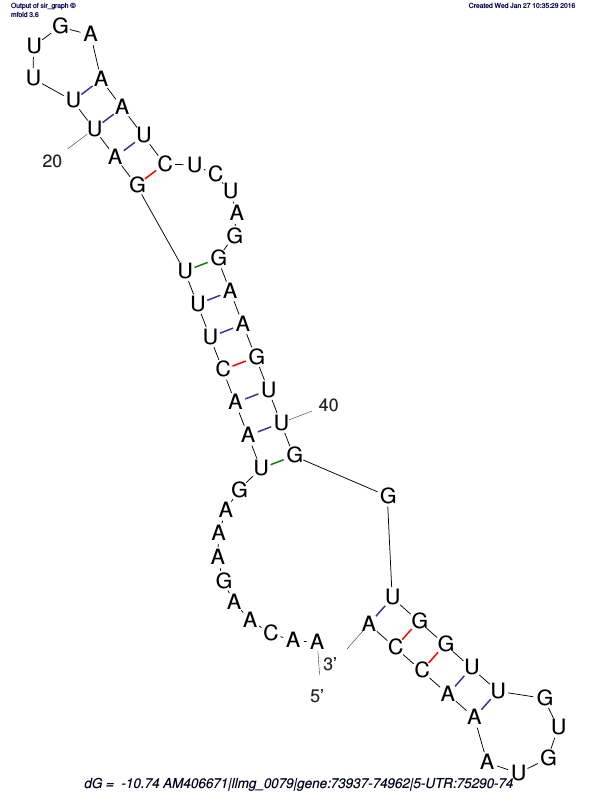 Output of sir_graph ©
mfold 3.6
Created Wed Jan 27 10:35:29 2016
5'
A A C A A G A A A G U A A C U U U G A U
20
U U U G A A A U C U C U A G G A A G U U
40
G G U G G U U G U G U A A A C C A
3'
dG = -10.74 AM406671|llmg_0079|gene:73937-74962|5-UTR:75290-74